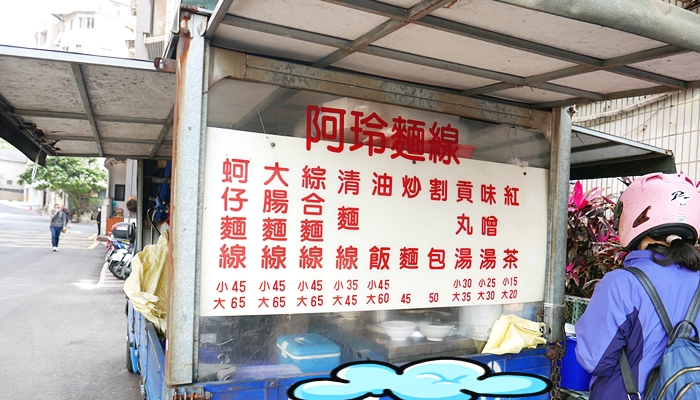 阿玲麵線
蚵仔麵線 小45 大65
大腸麵線 小45 大65
綜合麵線 小45 大65
清麵線 小35 大45
油飯 小45 大60
炒麵 45
割包 50
貢丸湯 小30 大35
味噌湯 小25 大30
紅茶 小15 大20